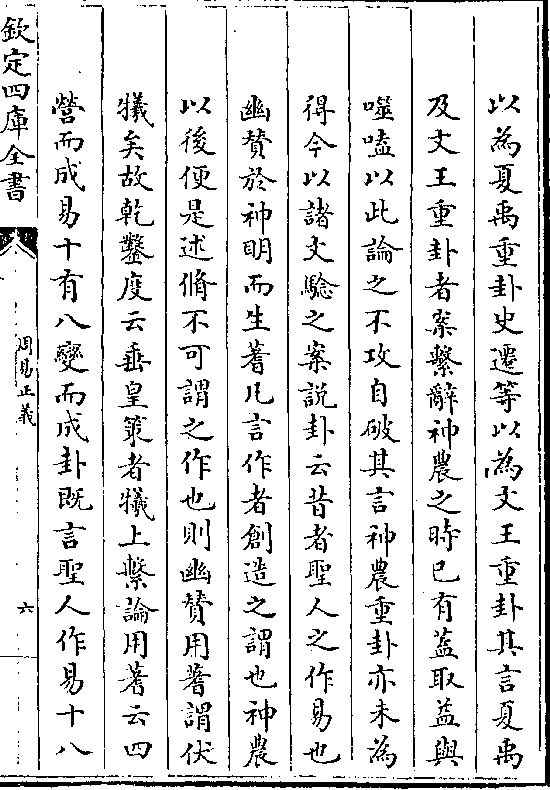 以為夏禹重卦史遷等以為文王重卦其言夏禹
及文王重卦者案繫辭神農之時已有葢取益與
噬嗑以此論之不攻自破其言神農重卦亦未為
得今以諸文驗之案説卦云昔者聖人之作易也
幽賛於神明而生蓍凡言作者創造之謂也神農
以後便是述脩不可謂之作也則幽賛用蓍謂伏
犧矣故乾鑿度云垂皇策者犧上繫論用蓍云四
營而成易十有八變而成卦既言聖人作易十八
欽定四庫全書
周易正義
六